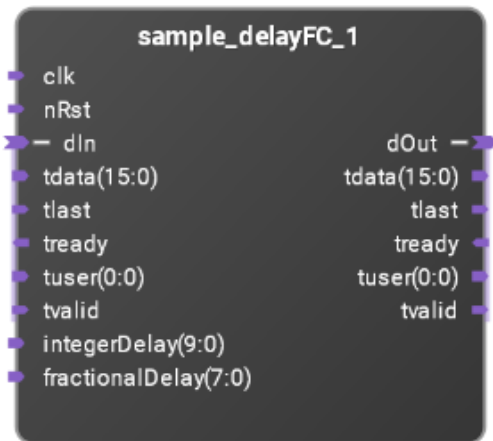 sample_delayFC_1
clk
nRst
dIn dOut
tdata(15:0) tdata(15:0)
tlast tlast
tready tready
tuser(0:0) tuser(0:0)
tvalid tvalid
integerDelay(9:0)
fractionalDelay(7:0)